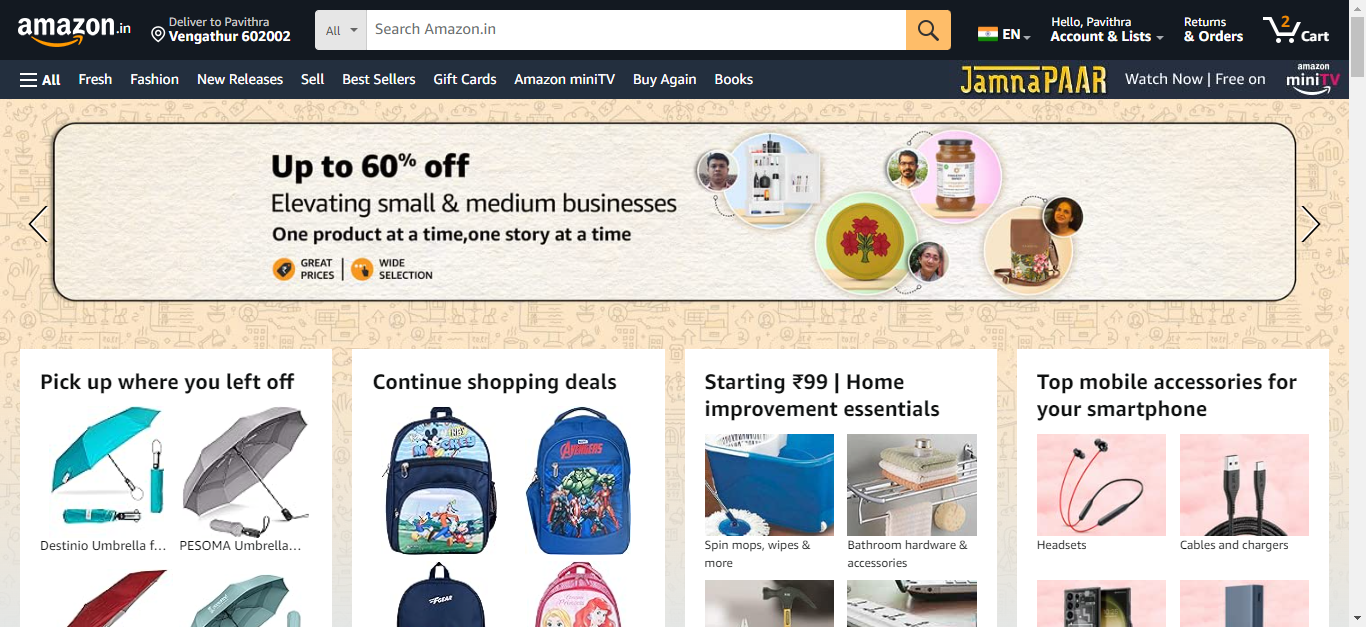 amazon.in
Deliver to Pavithra
Vengathur 602002
All
Search Amazon.in
EN
Hello, Pavithra
Account & Lists
Returns
& Orders
2
Cart
All
Fresh
Fashion
New Releases
Sell
Best Sellers
Gift Cards
Amazon miniTV
Buy Again
Books
JamnaPAAR
Watch Now | Free on
amazon
miniTV
Up to 60% off
Elevating small & medium businesses
One product at a time,one story at a time
GREAT
PRICES
WIDE
SELECTION
Pick up where you left off
Destinio Umbrella f…
PESOMA Umbrella…
Continue shopping deals
MICKEY
AVENGERS
FGEAR
Princess
Starting ₹99 | Home
improvement essentials
Spin mops, wipes &
more
Bathroom hardware &
accessories
Top mobile accessories for
your smartphone
Headsets
Cables and chargers